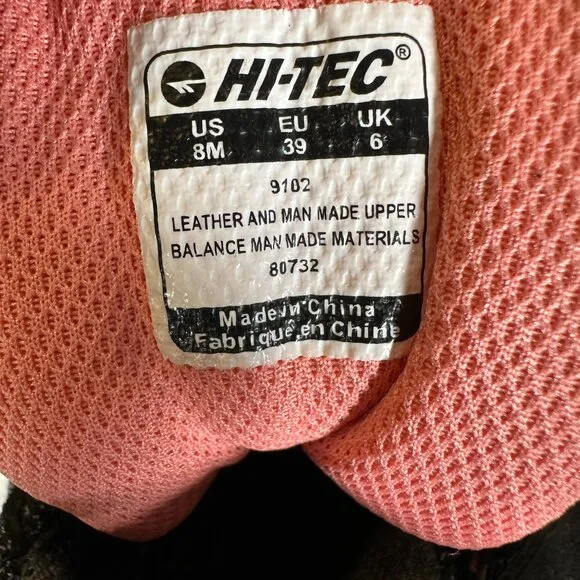 HI-TEC®
US EU UK
8M 39 6
9102
LEATHER AND MAN MADE UPPER
BALANCE MAN MADE MATERIALS
80732
Made in China
Fabriqué en Chine